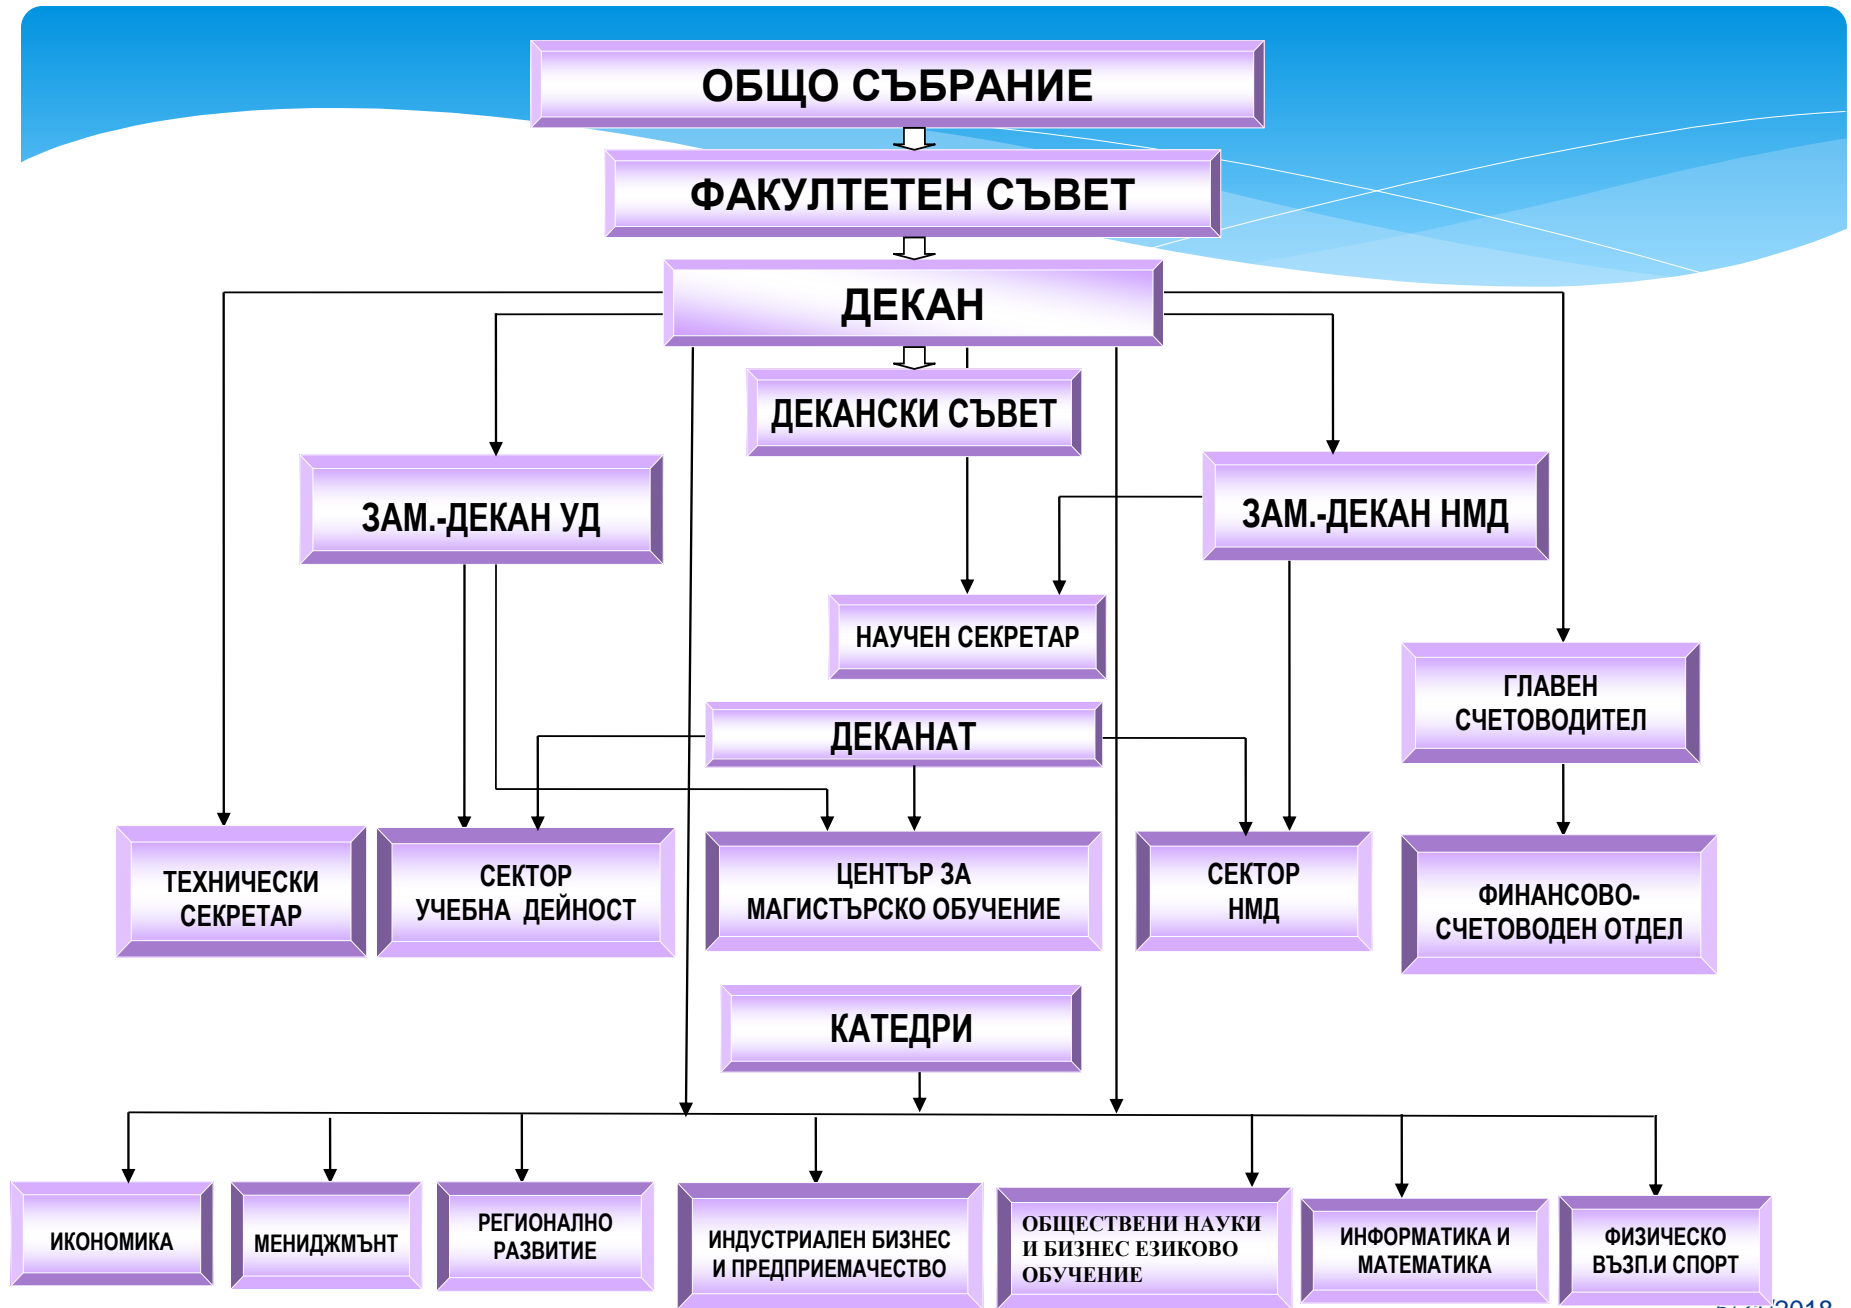 ОБЩО СЪБРАНИЕ
ФАКУЛТЕТЕН СЪВЕТ
ДЕКАН
ДЕКАНСКИ СЪВЕТ
ЗАМ.-ДЕКАН УД
ЗАМ.-ДЕКАН НМД
НАУЧЕН СЕКРЕТАР
ГЛАВЕН
СЧЕТОВОДИТЕЛ
ДЕКАНАТ
ТЕХНИЧЕСКИ
СЕКРЕТАР
СЕКТОР
УЧЕБНА ДЕЙНОСТ
ЦЕНТЪР ЗА
МАГИСТЪРСКО ОБУЧЕНИЕ
СЕКТОР
НМД
ФИНАНСОВО-
СЧЕТОВОДЕН ОТДЕЛ
КАТЕДРИ
ИКОНОМИКА
МЕНИДЖМЪНТ
РЕГИОНАЛНО
РАЗВИТИЕ
ИНДУСТРИАЛЕН БИЗНЕС
И ПРЕДПРИЕМАЧЕСТВО
ОБЩЕСТВЕНИ НАУКИ
И БИЗНЕС ЕЗИКОВО
ОБУЧЕНИЕ
ИНФОРМАТИКА И
МАТЕМАТИКА
ФИЗИЧЕСКО
ВЪЗП.И СПОРТ